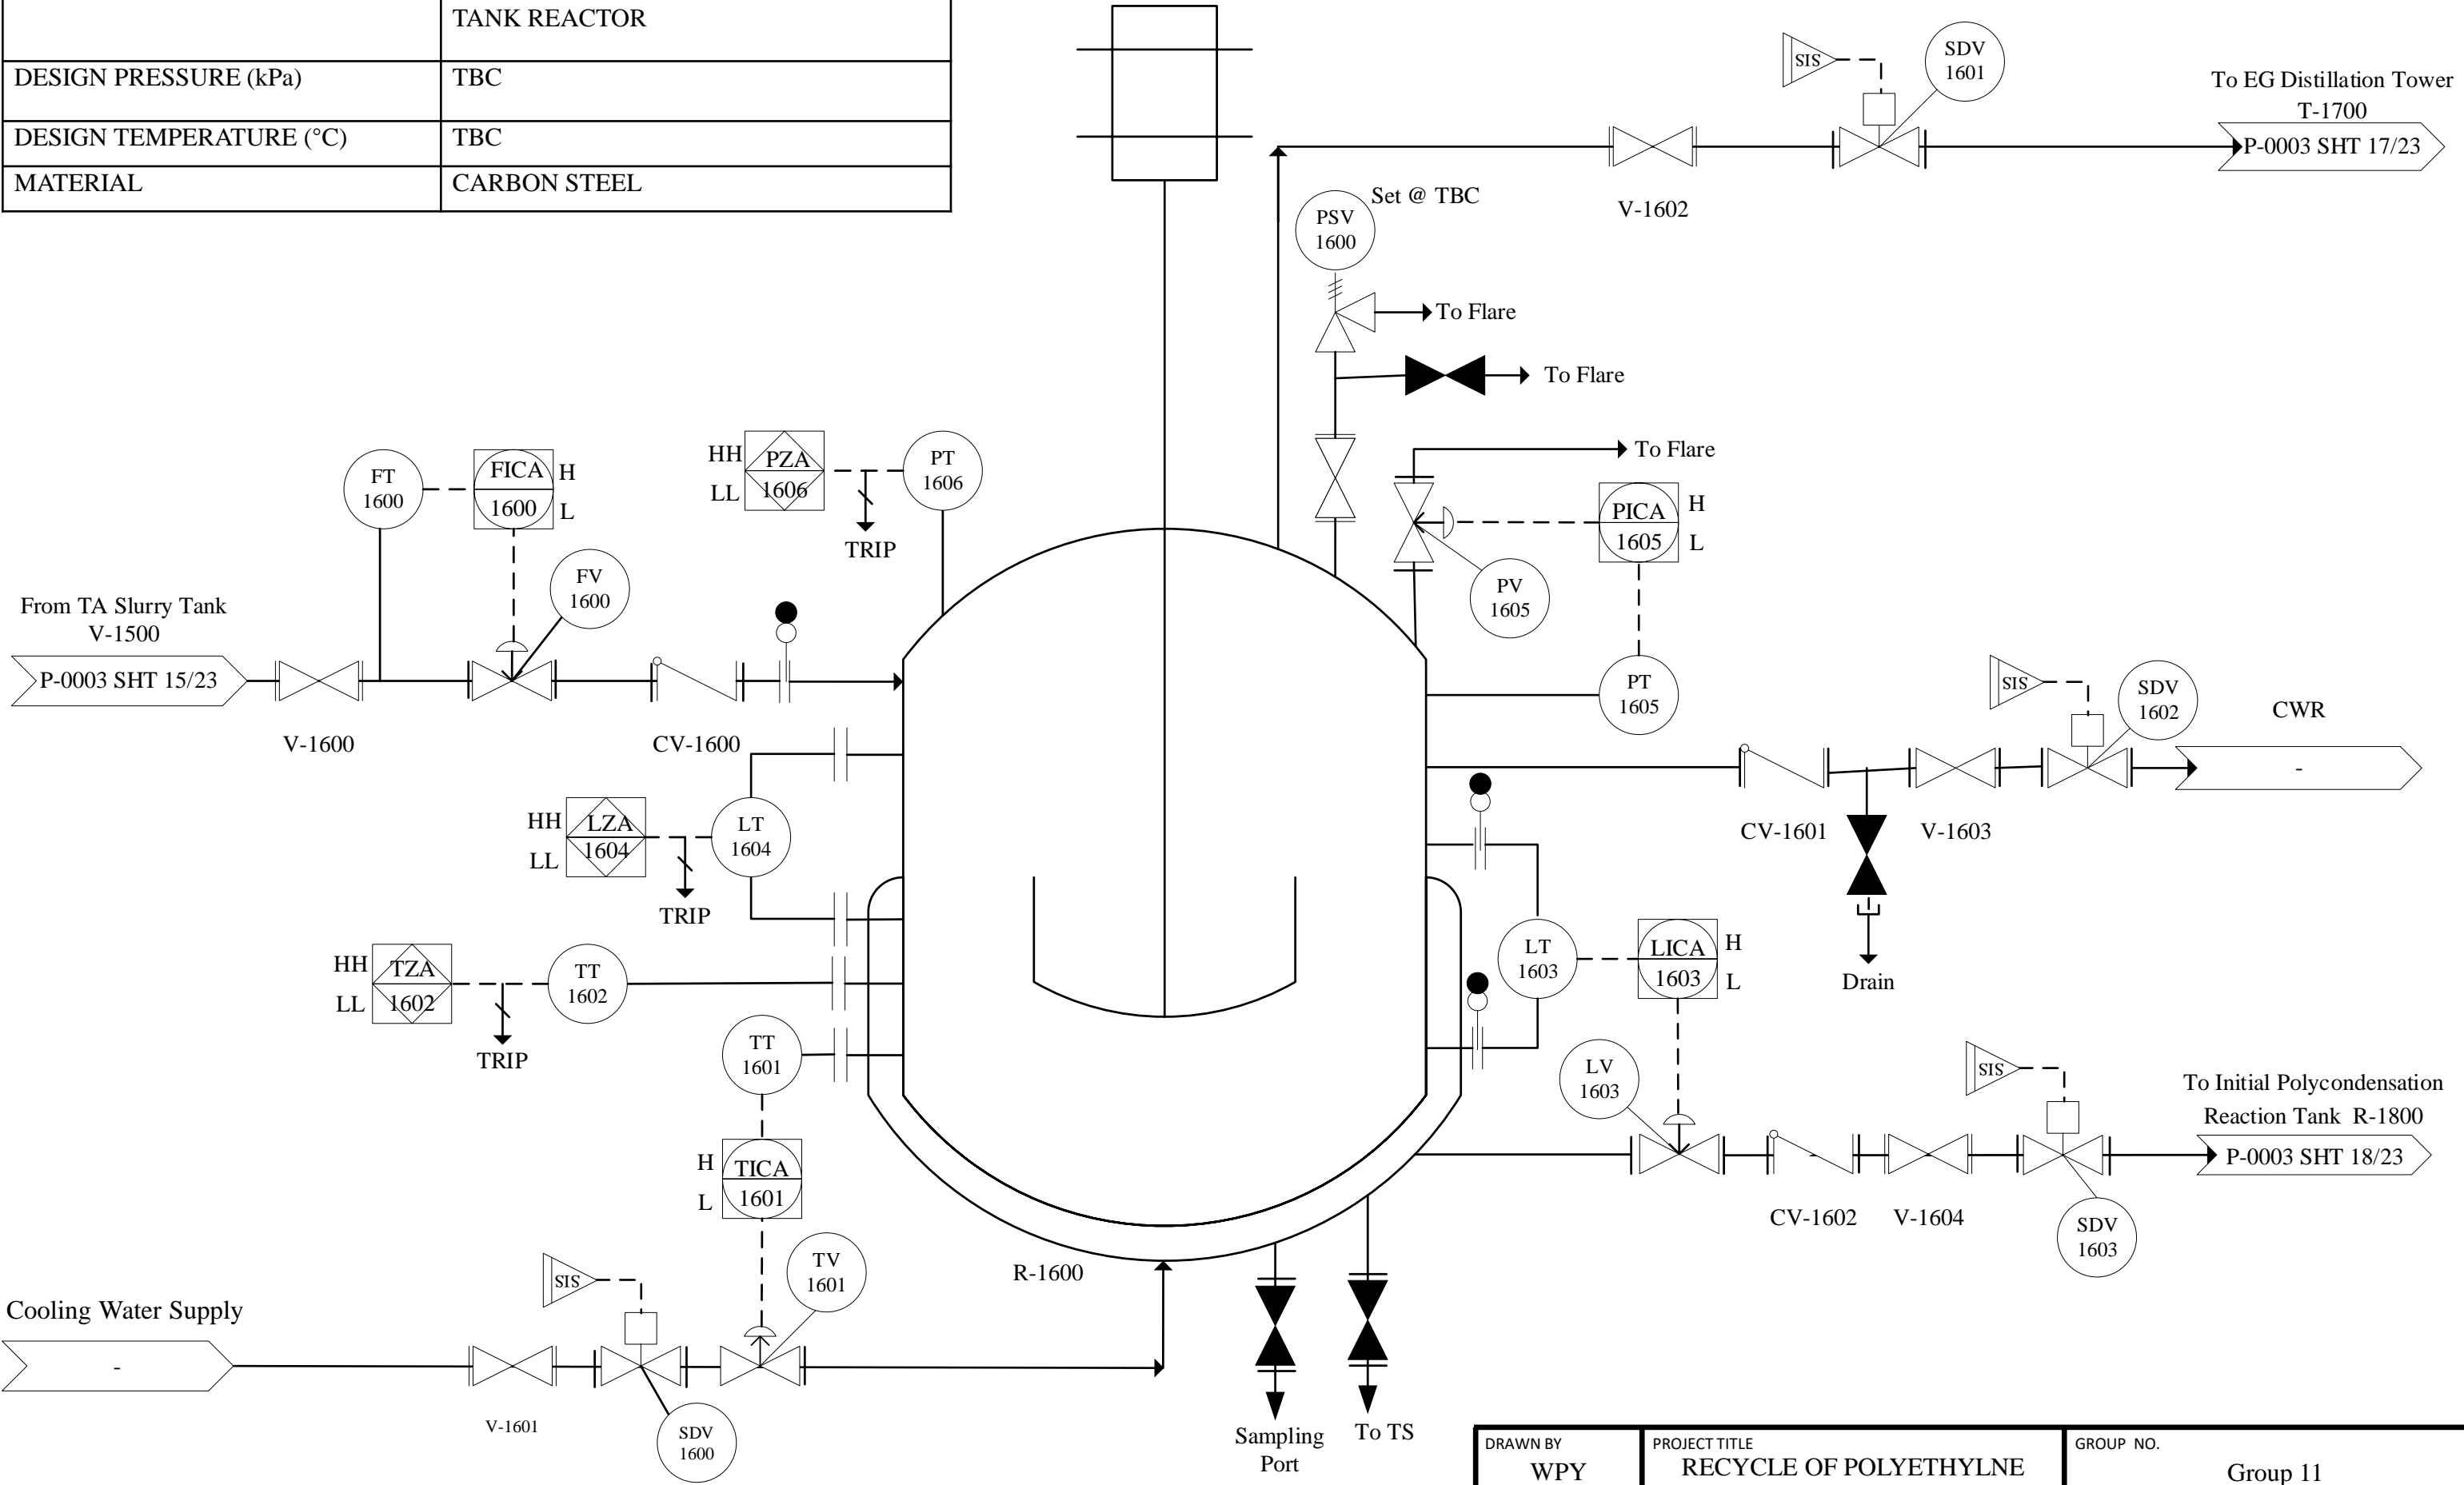 TANK REACTOR
DESIGN PRESSURE (kPa) TBC
DESIGN TEMPERATURE (°C) TBC
MATERIAL CARBON STEEL
SIS
SDV
1601
To EG Distillation Tower
T-1700
P-0003 SHT 17/23
V-1602
PSV
1600
Set @ TBC
To Flare
To Flare
To Flare
FT
1600
FICA
1600
H
L
HH
LL
PZA
1606
PT
1606
TRIP
PICA
1605
H
L
PV
1605
PT
1605
FV
1600
From TA Slurry Tank
V-1500
P-0003 SHT 15/23
V-1600
CV-1600
SIS
SDV
1602
CWR
-
CV-1601
V-1603
Drain
HH
LL
LZA
1604
LT
1604
TRIP
HH
LL
TZA
1602
TT
1602
TRIP
TT
1601
H
L
TICA
1601
LT
1603
LICA
1603
H
L
LV
1603
SIS
To Initial Polycondensation
Reaction Tank R-1800
P-0003 SHT 18/23
CV-1602
V-1604
SDV
1603
R-1600
SIS
TV
1601
Cooling Water Supply
-
V-1601
SDV
1600
Sampling
Port
To TS
DRAWN BY
WPY
PROJECT TITLE
RECYCLE OF POLYETHYLNE
GROUP NO.
Group 11